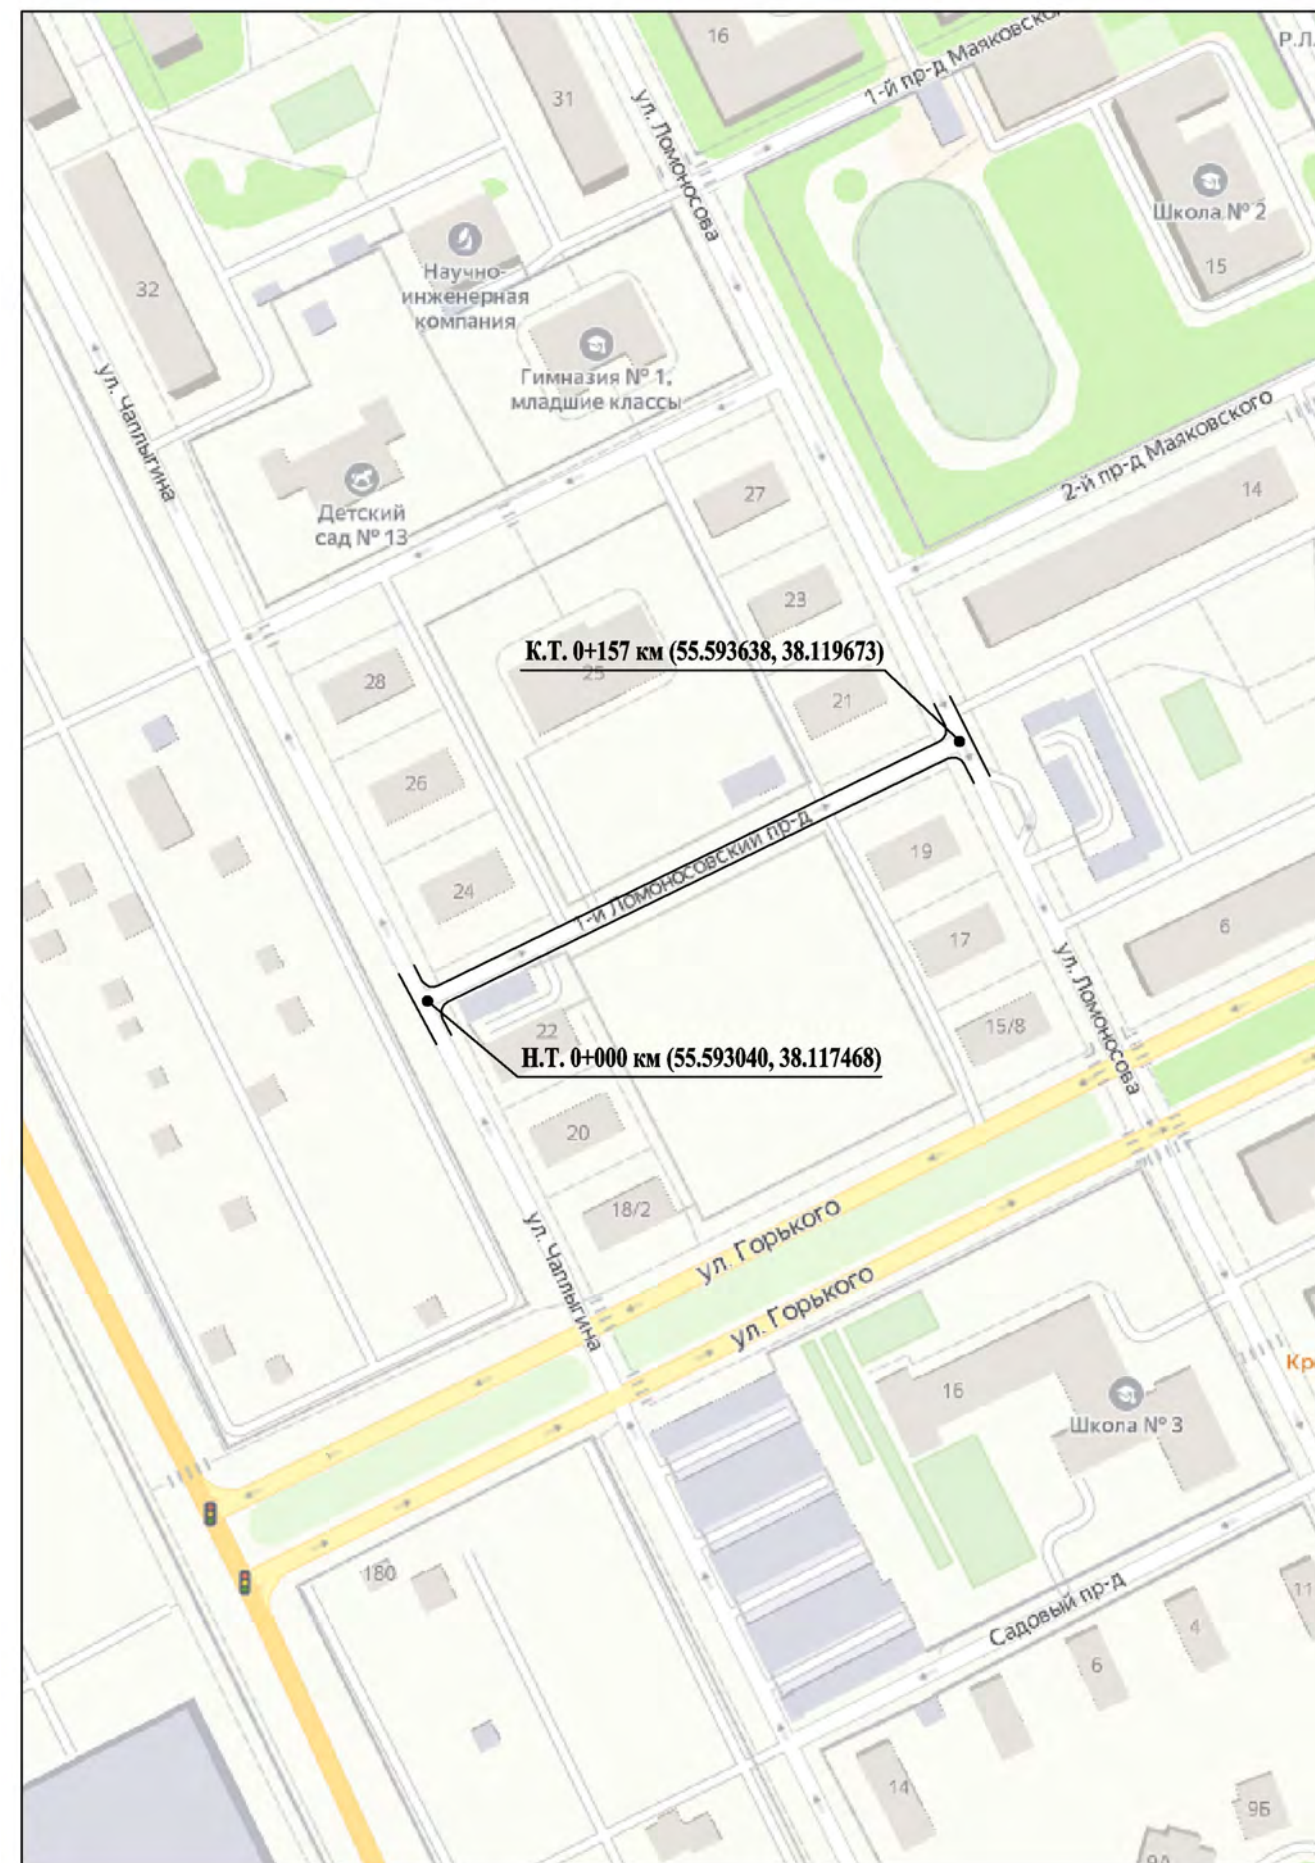 16
1-й пр-д Маяковско
Р.Л.
31
ул. Ломоносова
Школа № 2
15
32
Научно-
инженерная
компания
Гимназия № 1,
младшие классы
ул. Чаплыгина
2-й пр-д Маяковского
14
27
Детский
сад № 13
23
К.Т. 0+157 км (55.593638, 38.119673)
25
28
21
26
1-й Ломоносовский пр-д
19
24
6
17
ул. Ломоносова
15/8
22
Н.Т. 0+000 км (55.593040, 38.117468)
20
18/2
ул. Горького
ул. Чаплыгина
ул. Горького
Кр
16
Школа № 3
180
11
Садовый пр-д
4
6
14
9Б
9А